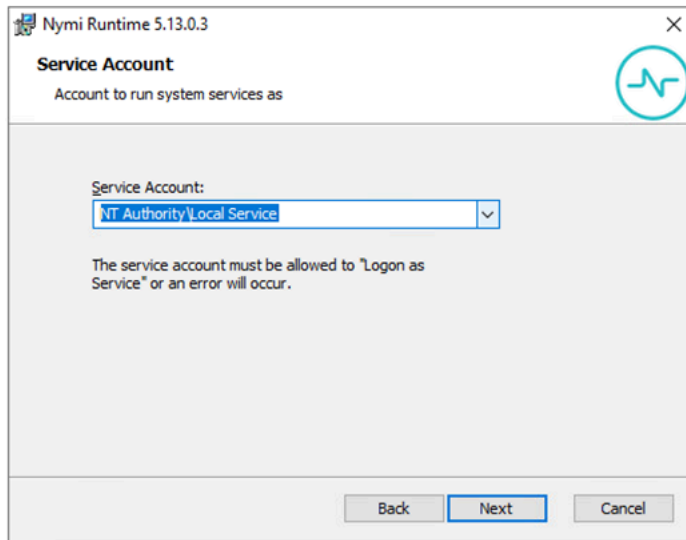 Nymi Runtime 5.13.0.3
Service Account
Account to run system services as
Service Account:
NT Authority\Local Service
The service account must be allowed to "Logon as
Service" or an error will occur.
Back
Next
Cancel